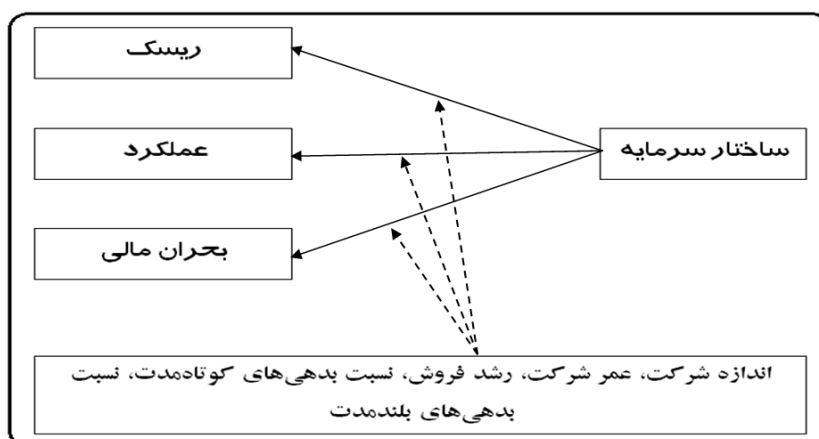 ریسک
ساختار سرمایه
عملکرد
بحران مالی
اندازه شرکت، عمر شرکت، رشد فروش، نسبت بدهی‌های کوتاه‌مدت، نسبت
بدهی‌های بلندمدت